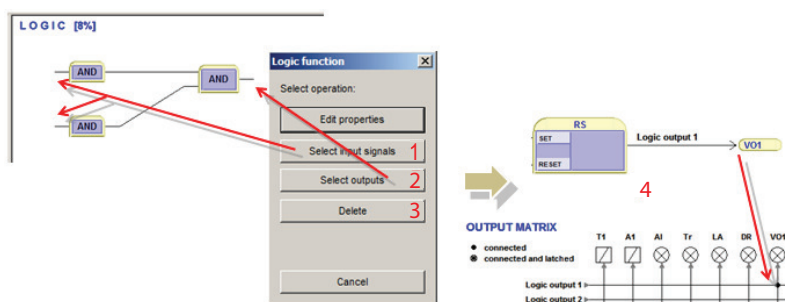 LOGIC [8%]
AND
AND
AND
Logic function
Select operation:
Edit properties
Select input signals 1
Select outputs 2
Delete 3
Cancel
RS
SET
RESET
Logic output 1
VO1
4
OUTPUT MATRIX
connected
connected and latched
T1 A1 Al Tr LA DR VO1
Logic output 1
Logic output 2